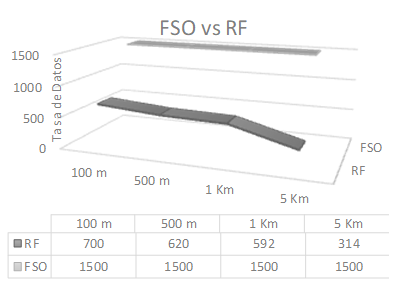 FSO vs RF
1500
1000
500
0
Tasa de Datos
100 m
500 m
1 Km
5 Km
FSO
RF
100 m 500 m 1 Km 5 Km
RF 700 620 592 314
FSO 1500 1500 1500 1500